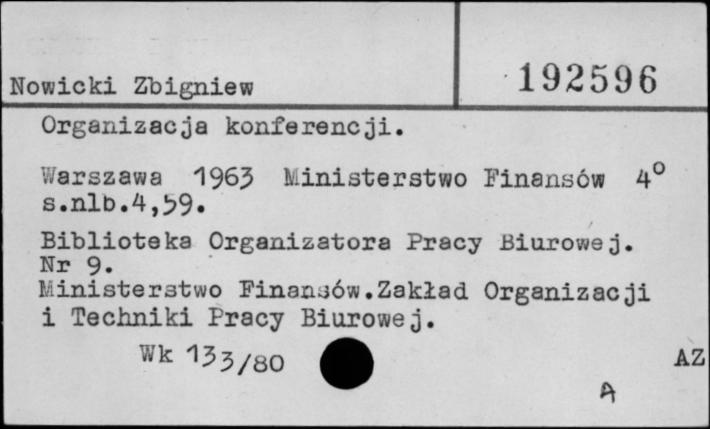 Nowicki Zbigniew
192596
Organizacja konferencji.
Warszawa 1963 Ministerstwo Finansów 4°
s.nlb.4,59.
Biblioteka Organizatora Pracy Biurowej.
Nr 9.
Ministerstwo Finansów.Zakład Organizacji
i Techniki Pracy Biurowej.
Wk 133/80
AZ
A